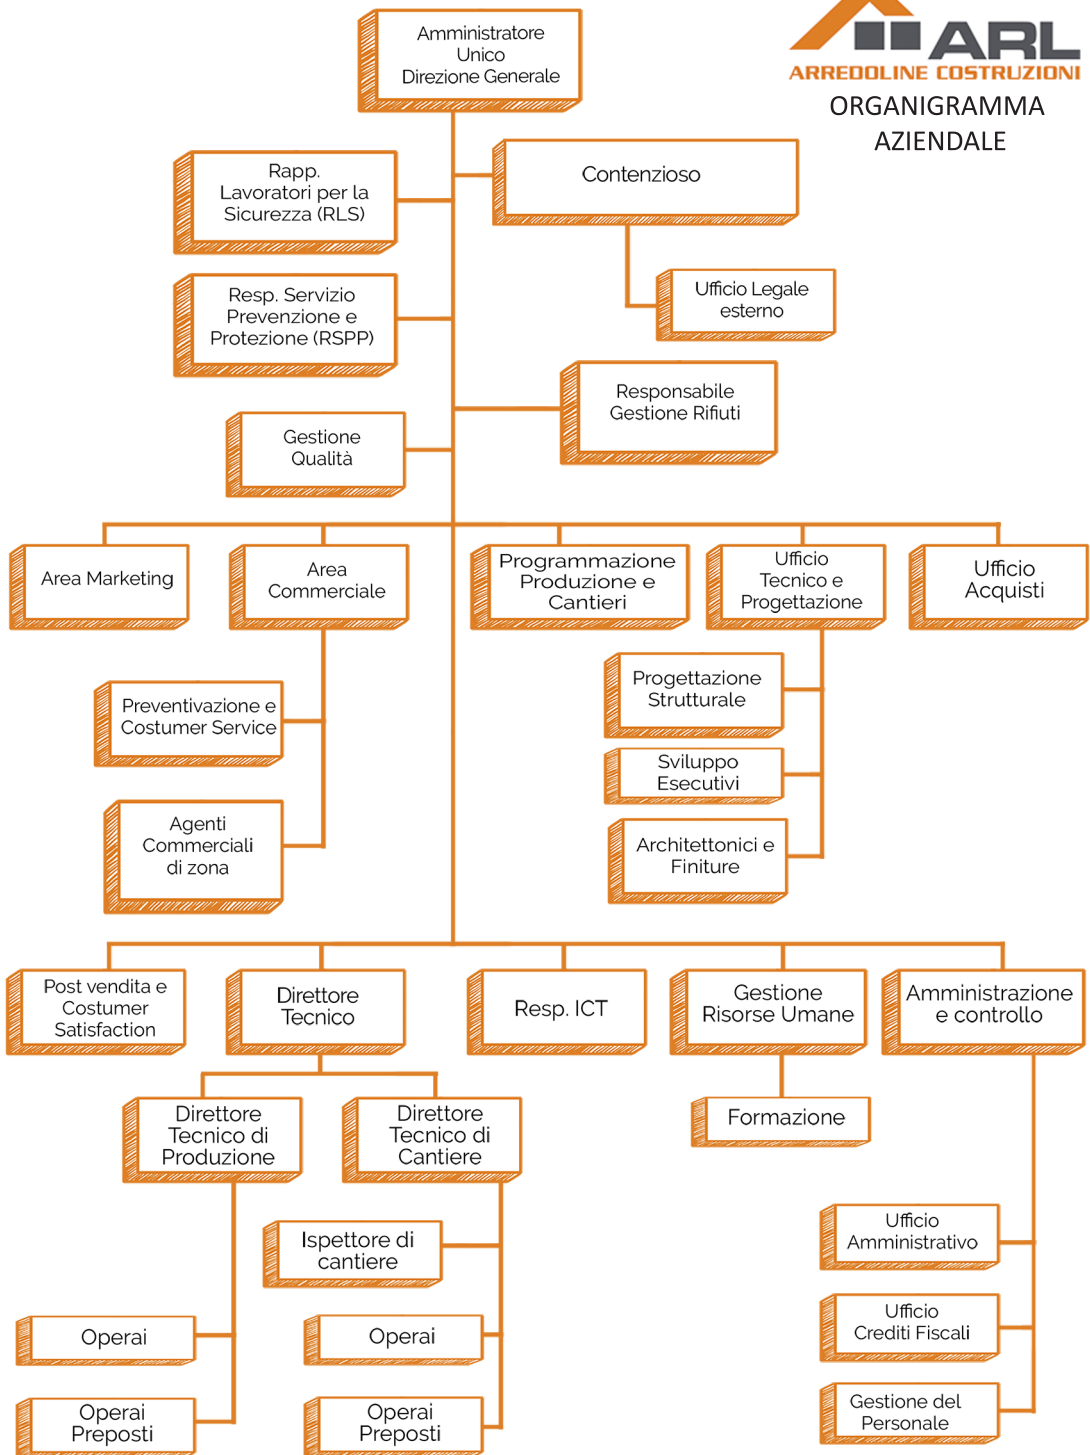 Amministratore
Unico
Direzione Generale
ARL
ARREDOLINE COSTRUZIONI
ORGANIGRAMMA
AZIENDALE
Rapp.
Lavoratori per la
Sicurezza (RLS)
Contenzioso
Ufficio Legale
esterno
Resp. Servizio
Prevenzione e
Protezione (RSPP)
Responsabile
Gestione Rifiuti
Gestione
Qualità
Area Marketing
Area
Commerciale
Programmazione
Produzione e
Cantieri
Ufficio
Tecnico e
Progettazione
Ufficio
Acquisti
Preventivazione e
Costumer Service
Agenti
Commerciali
di zona
Progettazione
Strutturale
Sviluppo
Esecutivi
Architettonici e
Finiture
Post vendita e
Costumer
Satisfaction
Direttore
Tecnico
Resp. ICT
Gestione
Risorse Umane
Amministrazione
e controllo
Direttore
Tecnico di
Produzione
Direttore
Tecnico di
Cantiere
Formazione
Ispettore di
cantiere
Operai
Operai
Preposti
Operai
Operai
Preposti
Ufficio
Amministrativo
Ufficio
Crediti Fiscali
Gestione del
Personale